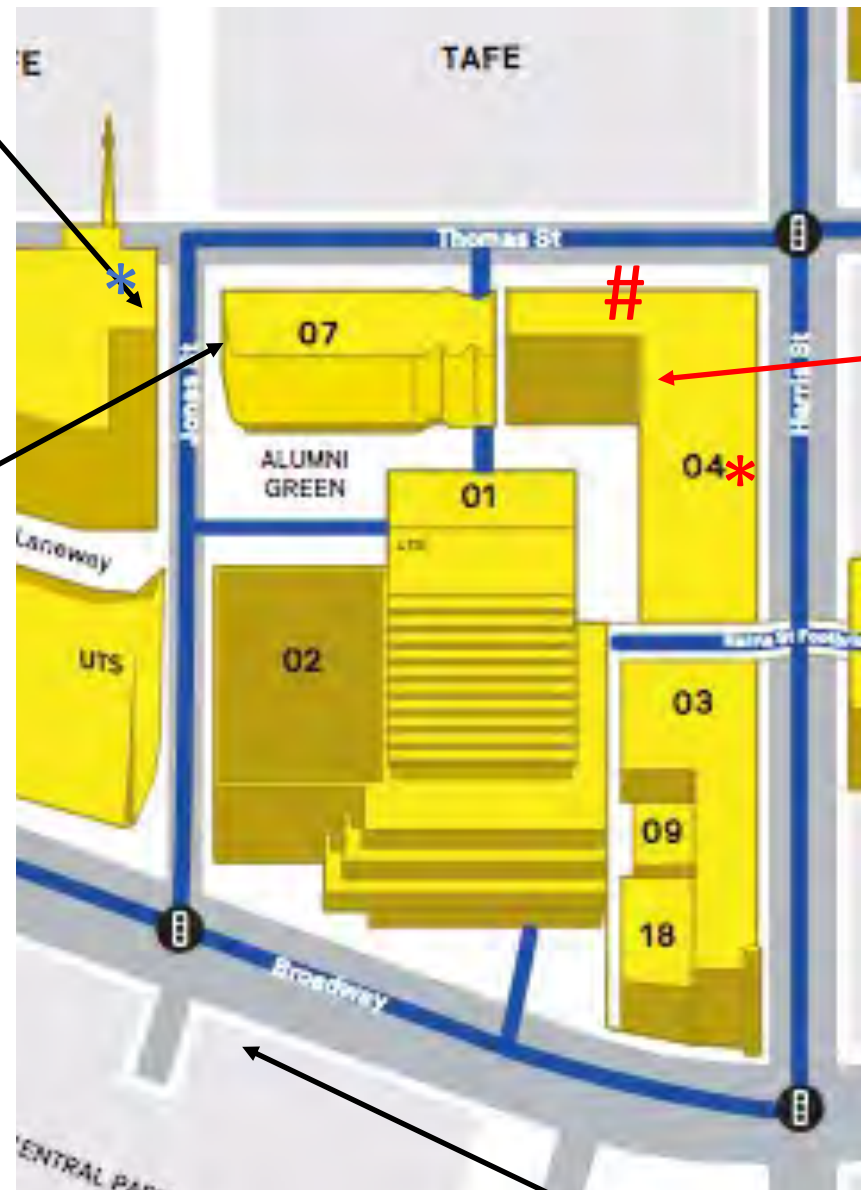 FE
TAFE
*
Thomas St
#
07
Jones St
Harris St
ALUMNI
GREEN
04*
01
UTS
Laneway
02
UTS
03
09
18
Broadway
CENTRAL